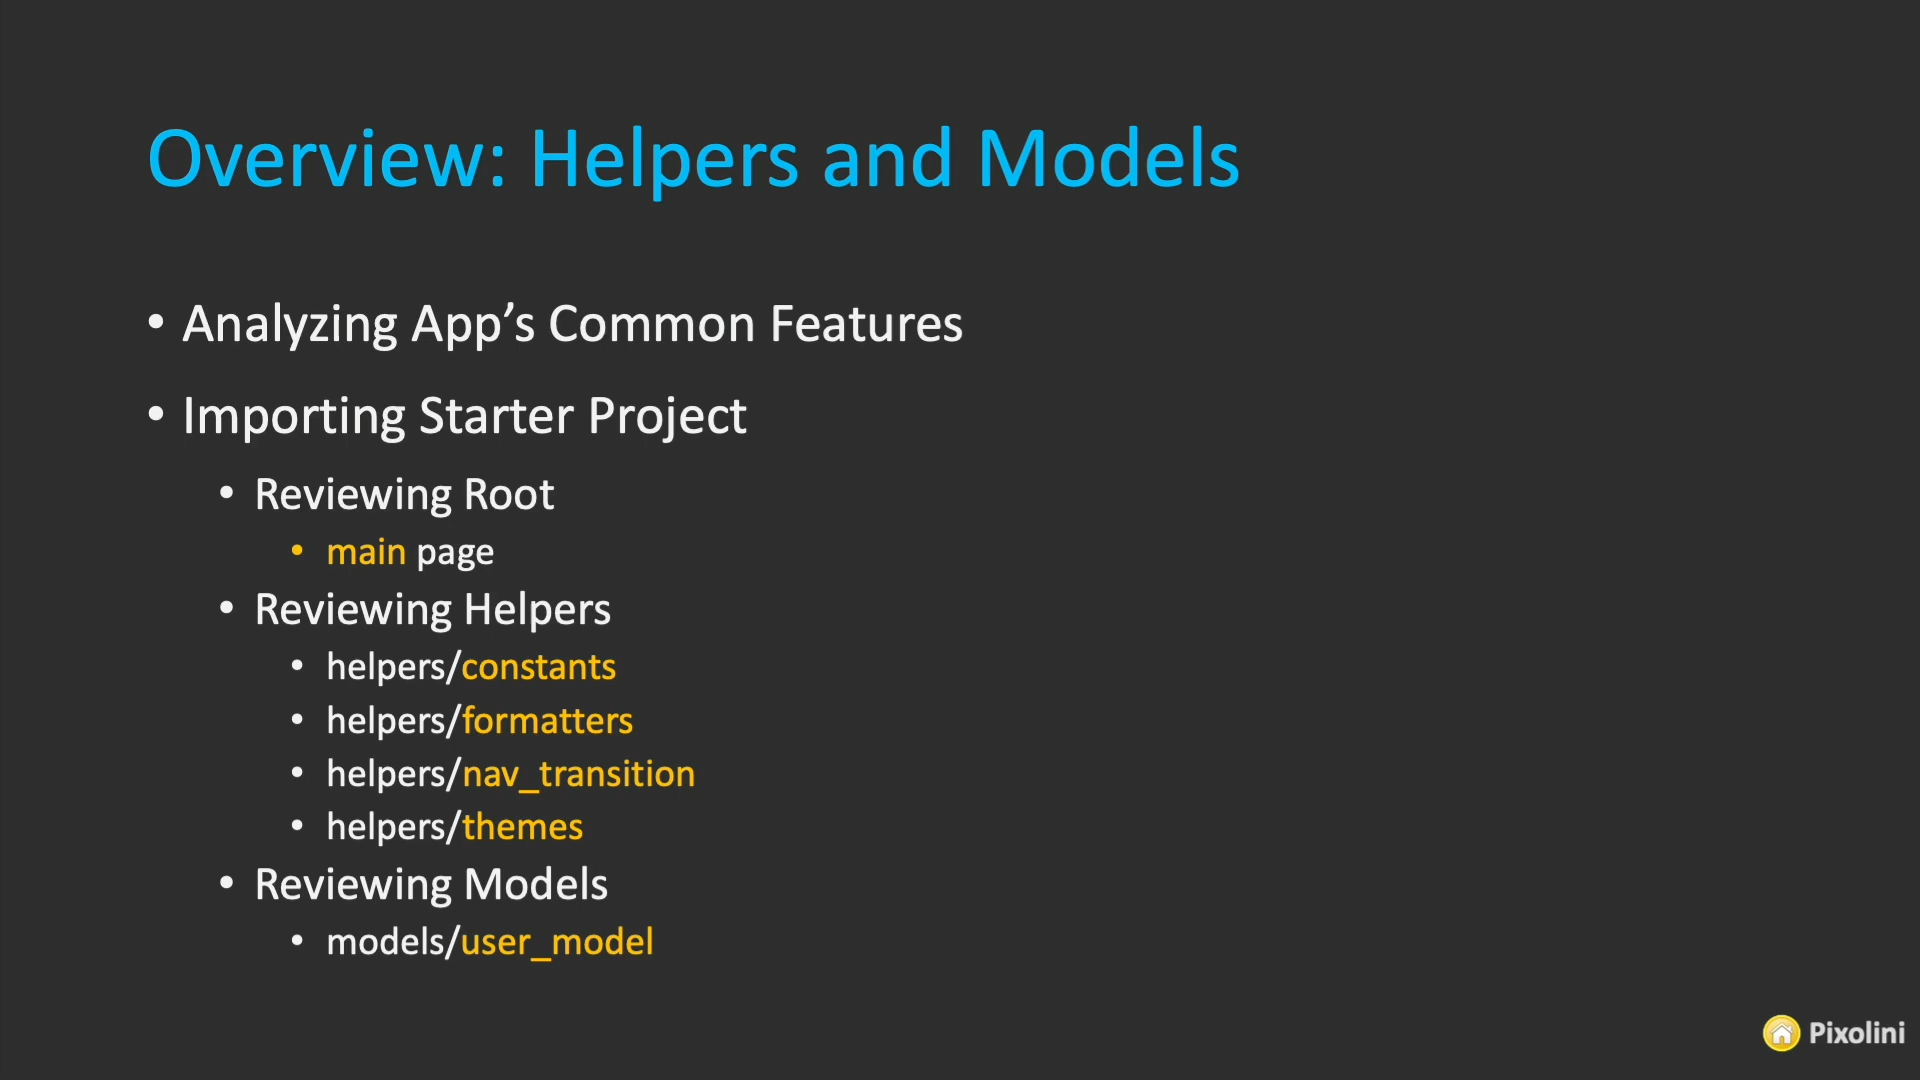 Overview: Helpers and Models
• Analyzing App’s Common Features
• Importing Starter Project
• Reviewing Root
• main page
• Reviewing Helpers
• helpers/constants
• helpers/formatters
• helpers/nav_transition
• helpers/themes
• Reviewing Models
• models/user_model
Pixolini